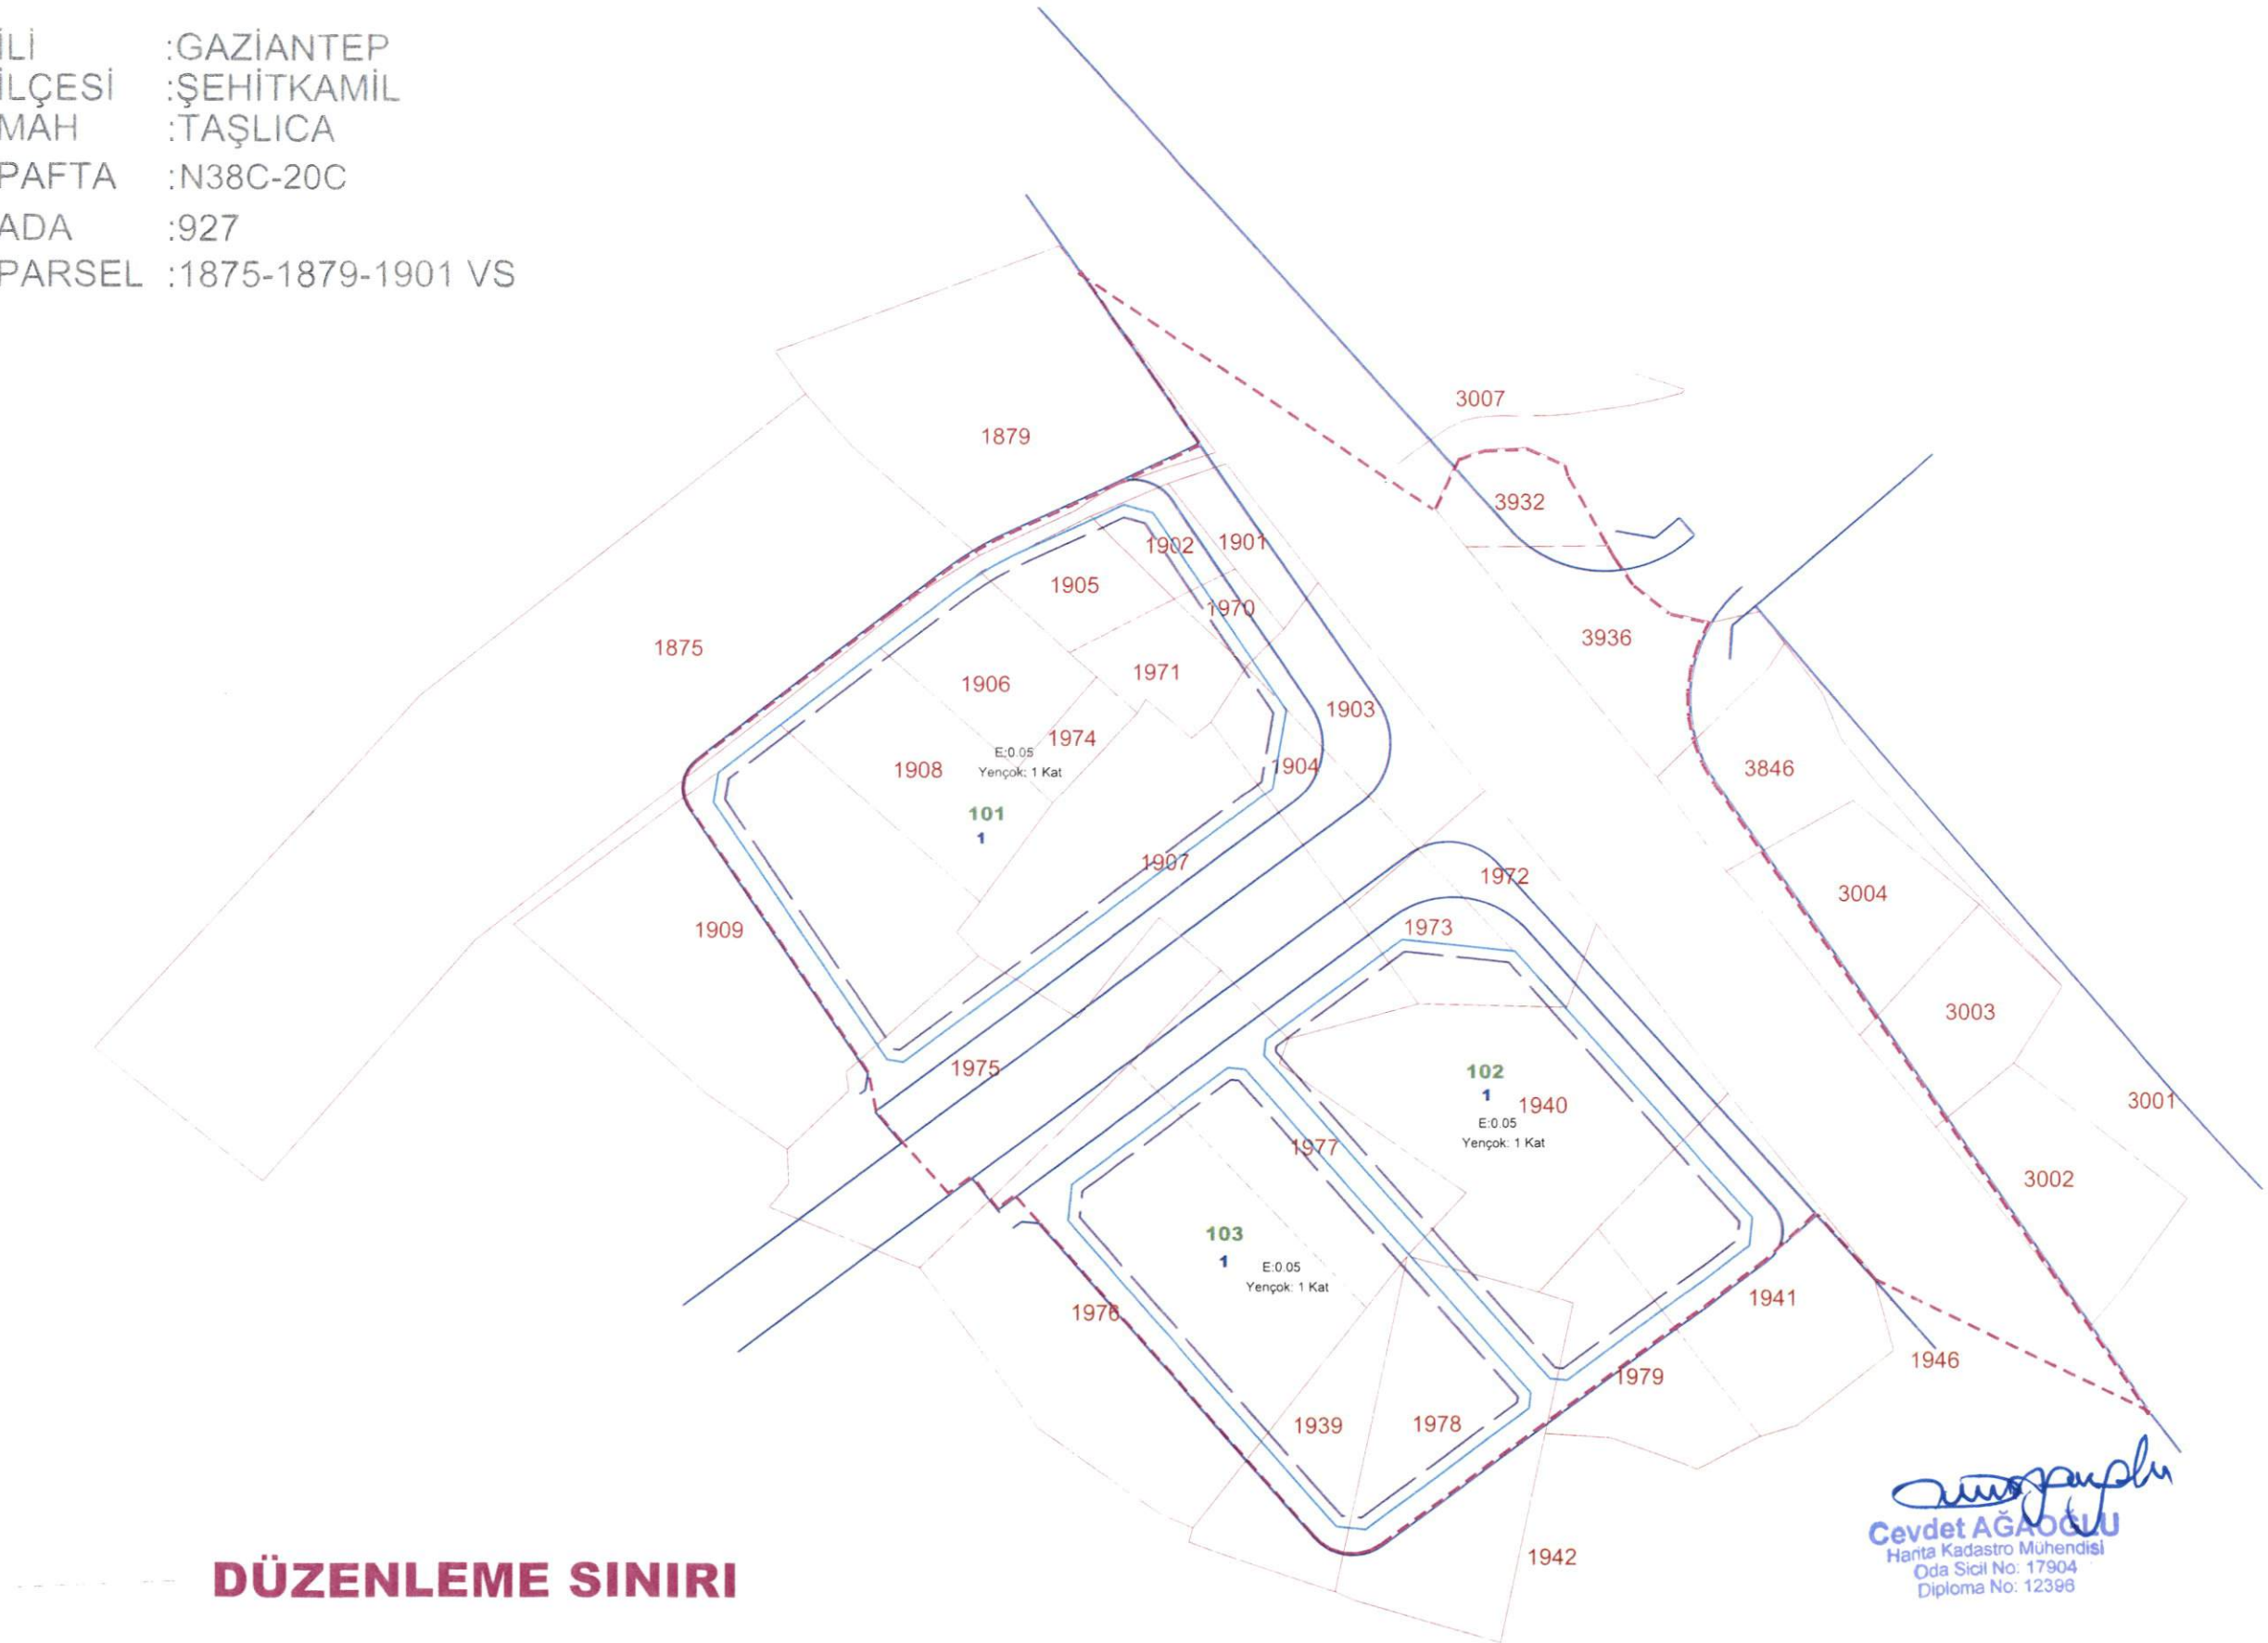 İLİ :GAZİANTEP
İLÇESİ :ŞEHİTKAMİL
MAH :TAŞLICA
PAFTA :N38C-20C
ADA :927
PARSEL :1875-1879-1901 VS
3007
1879
3932
1902
1901
1905
1970
3936
1875
1971
1906
1903
1974
E:0.05
Yençok: 1 Kat
1908
1904
3846
101
1
1907
1972
3004
1973
1909
3003
1975
102
1
1940
E:0.05
Yençok: 1 Kat
3001
1977
3002
103
1
E:0.05
Yençok: 1 Kat
1976
1941
1946
1979
1939
1978
1942
DÜZENLEME SINIRI
Cevdet AĞAOĞLU
Harita Kadastro Mühendisi
Oda Sicil No: 17904
Diploma No: 12396